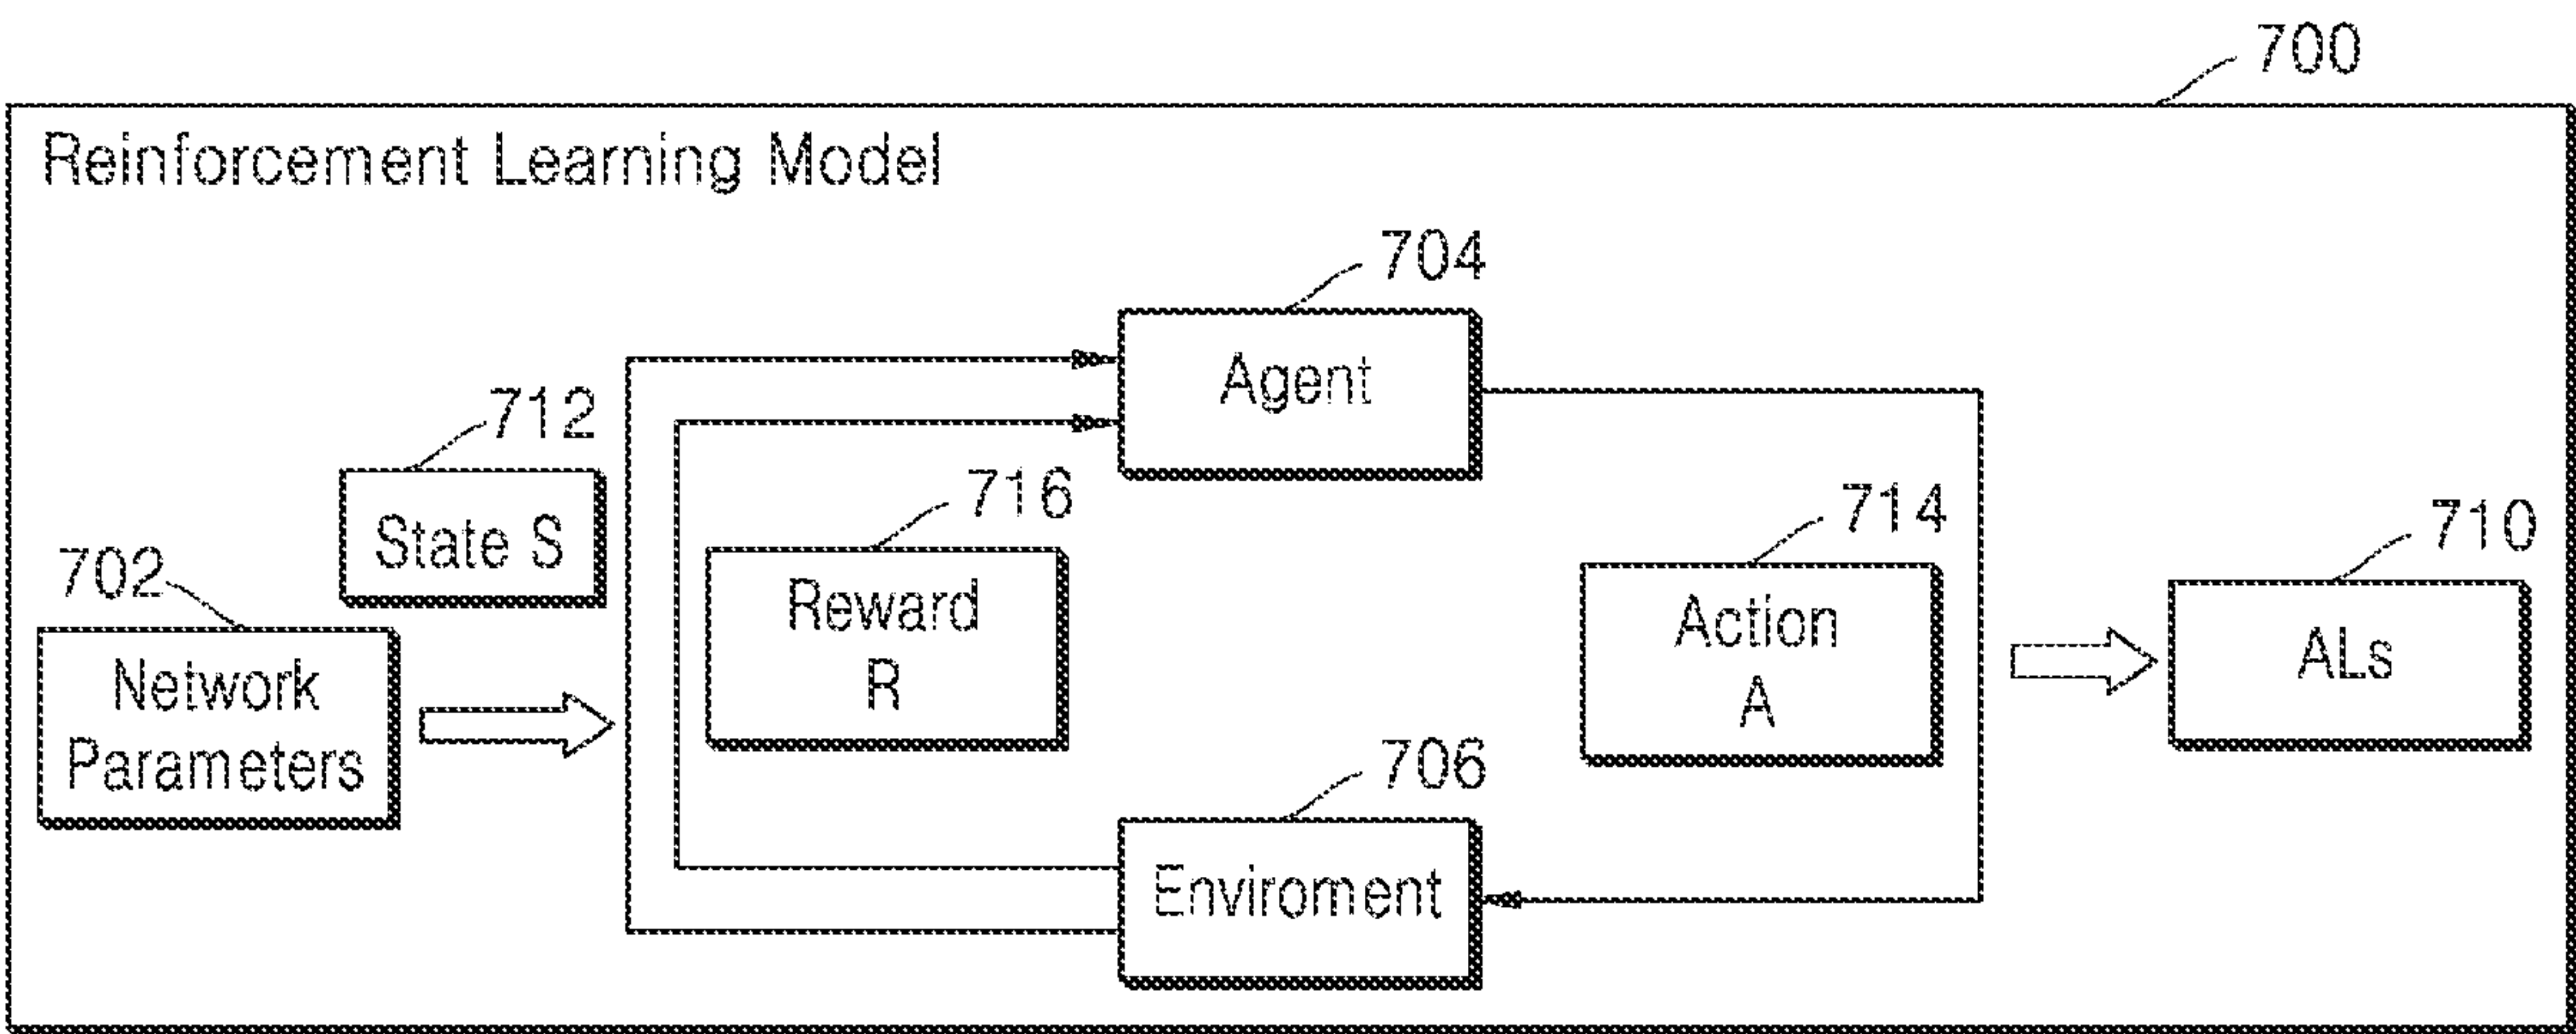 700
Reinforcement Learning Model
704
Agent
712
State S
716
Reward
R
714
Action
A
710
ALs
702
Network
Parameters
706
Enviroment